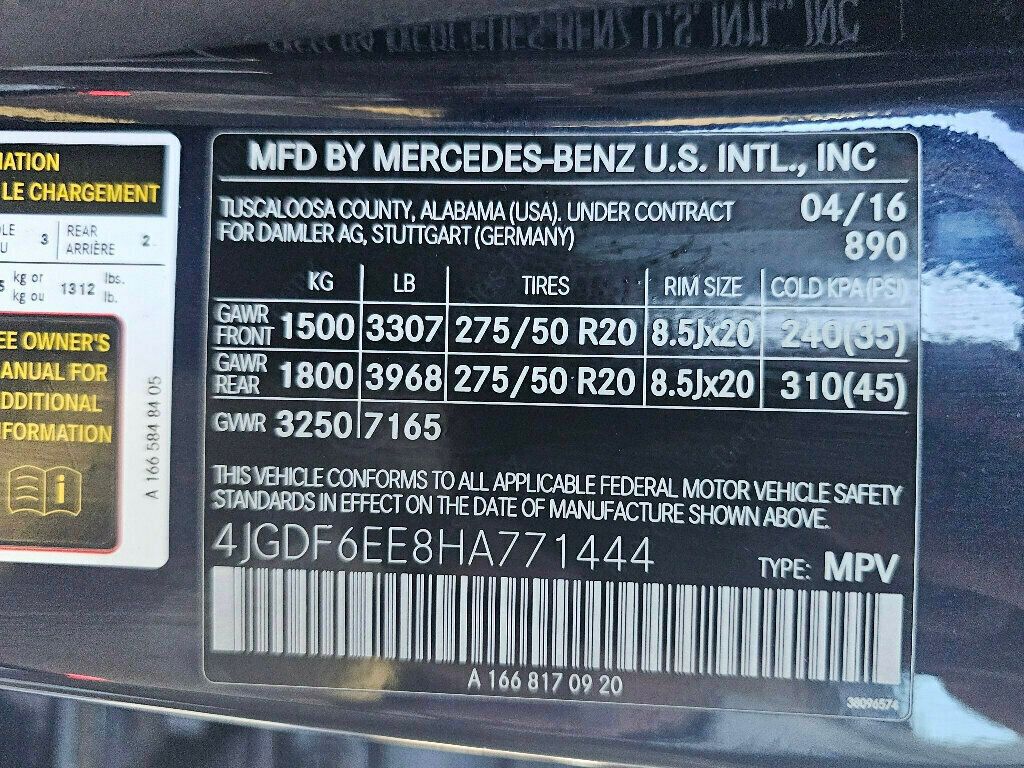 MATION
LE CHARGEMENT
3 REAR ARRIÈRE 2
kg or 1312 lbs.
kg ou lb.
EE OWNER'S
ANUAL FOR
DDITIONAL
FORMATION
A 166 584 84 05
MFD BY MERCEDES-BENZ U.S. INTL., INC
TUSCALOOSA COUNTY, ALABAMA (USA). UNDER CONTRACT 04/16
FOR DAIMLER AG, STUTTGART (GERMANY) 890
KG LB TIRES RIM SIZE COLD KPA (PSI)
GAWR FRONT 1500 3307 275/50 R20 8.5Jx20 240(35)
GAWR REAR 1800 3968 275/50 R20 8.5Jx20 310(45)
GVWR 3250 7165
THIS VEHICLE CONFORMS TO ALL APPLICABLE FEDERAL MOTOR VEHICLE SAFETY
STANDARDS IN EFFECT ON THE DATE OF MANUFACTURE SHOWN ABOVE.
4JGDF6EE8HA771444 TYPE: MPV
A 166 817 09 20
38096574